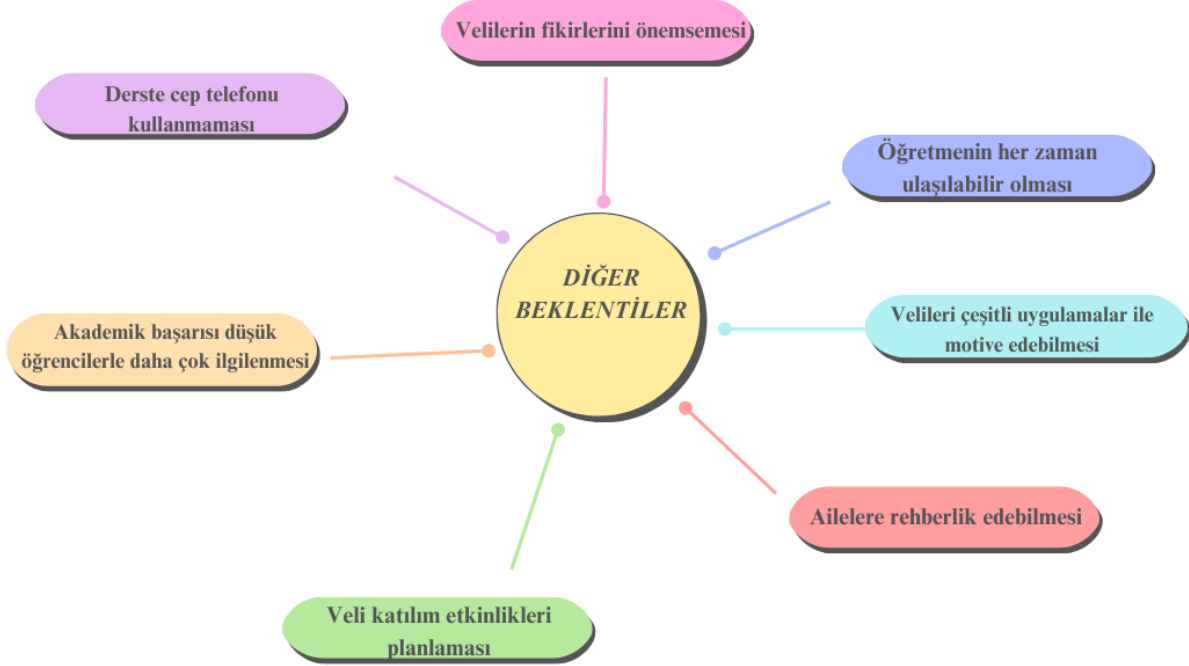 Velilerin fikirlerini önemsemesi
Derste cep telefonu
kullanmaması
Öğretmenin her zaman
ulaşılabilir olması
DİĞER
BEKLENTİLER
Velileri çeşitli uygulamalar ile
motive edebilmesi
Akademik başarısı düşük
öğrencilerle daha çok ilgilenmesi
Ailelere rehberlik edebilmesi
Veli katılım etkinlikleri
planlaması